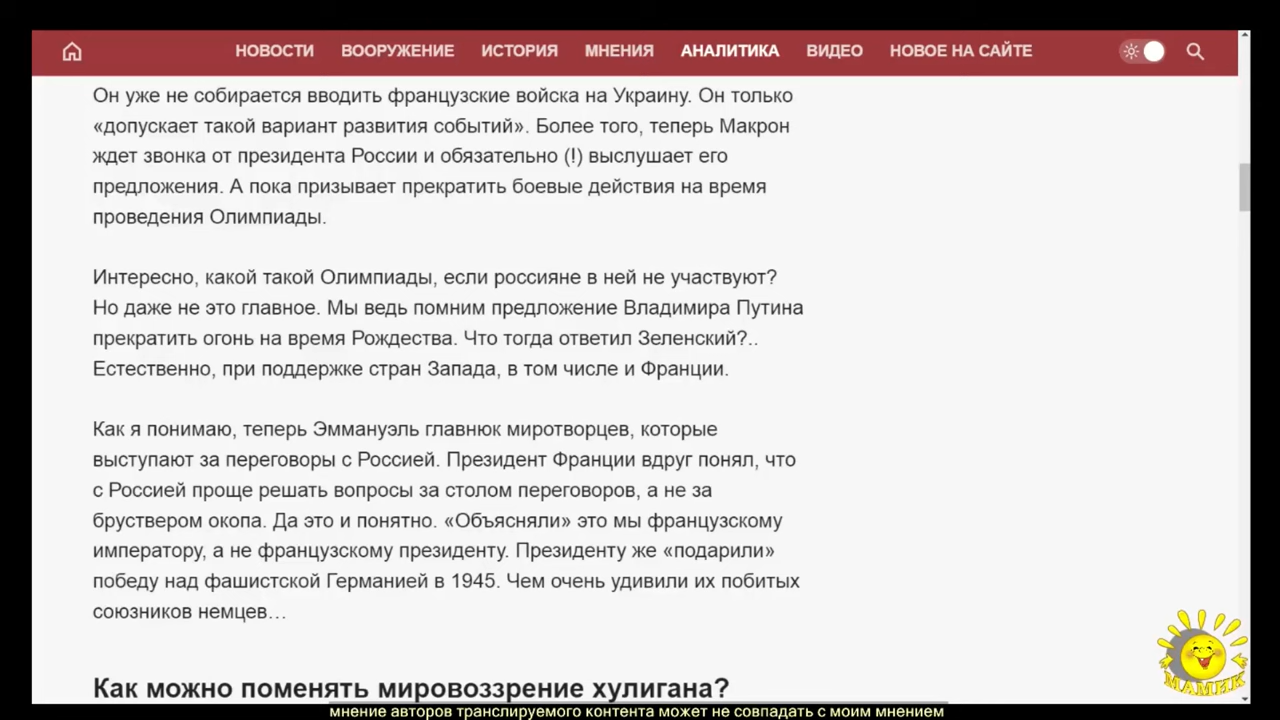 НОВОСТИ ВООРУЖЕНИЕ ИСТОРИЯ МНЕНИЯ АНАЛИТИКА ВИДЕО НОВОЕ НА САЙТЕ
Он уже не собирается вводить французские войска на Украину. Он только
«допускает такой вариант развития событий». Более того, теперь Макрон
ждет звонка от президента России и обязательно (!) выслушает его
предложения. А пока призывает прекратить боевые действия на время
проведения Олимпиады.
Интересно, какой такой Олимпиады, если россияне в ней не участвуют?
Но даже не это главное. Мы ведь помним предложение Владимира Путина
прекратить огонь на время Рождества. Что тогда ответил Зеленский?..
Естественно, при поддержке стран Запада, в том числе и Франции.
Как я понимаю, теперь Эммануэль главнюк миротворцев, которые
выступают за переговоры с Россией. Президент Франции вдруг понял, что
с Россией проще решать вопросы за столом переговоров, а не за
бруствером окопа. Да это и понятно. «Объясняли» это мы французскому
императору, а не французскому президенту. Президенту же «подарили»
победу над фашистской Германией в 1945. Чем очень удивили их побитых
союзников немцев…
Как можно поменять мировоззрение хулигана?
МАМИК
мнение авторов транслируемого контента может не совпадать с моим мнением